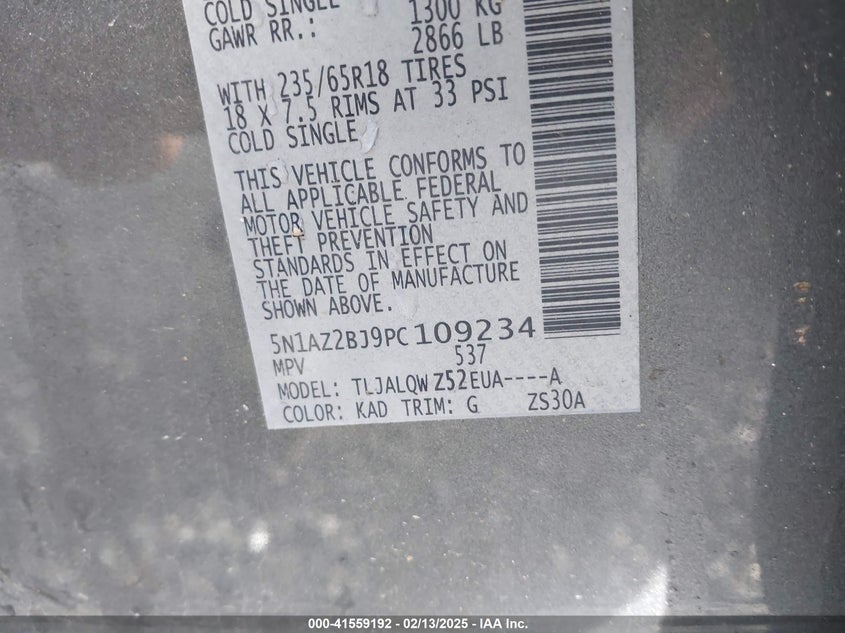 COLD SINGLE 1300 KG
GAWR RR.: 2866 LB
WITH 235/65R18 TIRES
18 X 7.5 RIMS AT 33 PSI
COLD SINGLE
THIS VEHICLE CONFORMS TO
ALL APPLICABLE FEDERAL
MOTOR VEHICLE SAFETY AND
THEFT PREVENTION
STANDARDS IN EFFECT ON
THE DATE OF MANUFACTURE
SHOWN ABOVE.
5N1AZ2BJ9PC109234
MPV 537
MODEL: TLJALQWZ52EUA----A
COLOR: KAD TRIM: G ZS30A
000-41559192 - 02/13/2025 - IAA Inc.